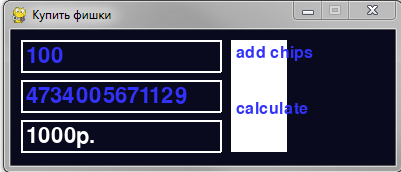 Купить фишки
100
add chips
4734005671129
calculate
1000р.